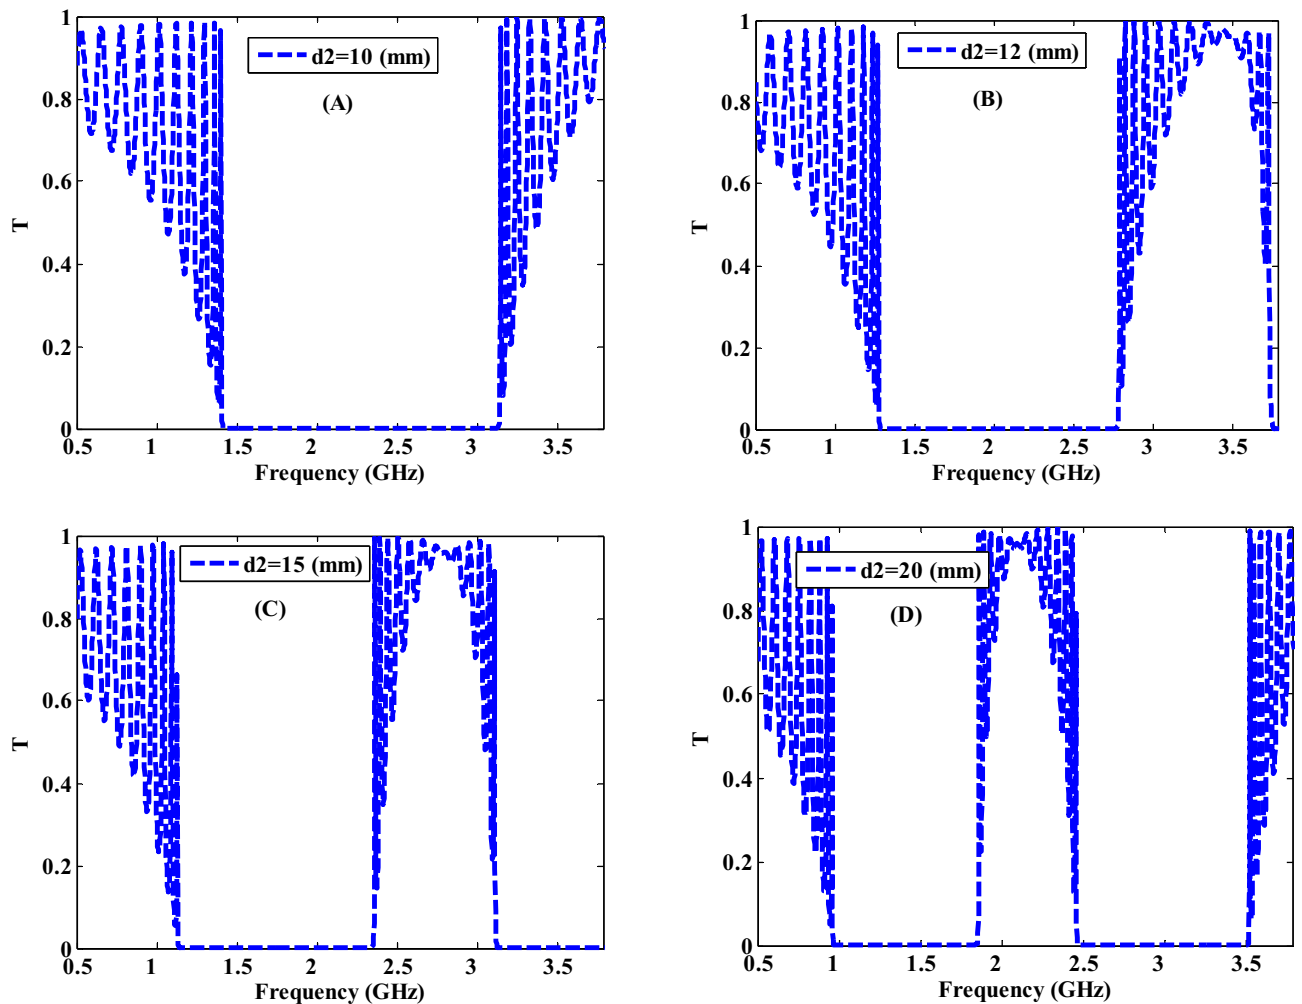 1
0.8
0.6
0.4
0.2
0
T
d2=10 (mm)
(A)
0.5 1 1.5 2 2.5 3 3.5
Frequency (GHz)
1
0.8
0.6
0.4
0.2
0
T
d2=12 (mm)
(B)
0.5 1 1.5 2 2.5 3 3.5
Frequency (GHz)
1
0.8
0.6
0.4
0.2
0
T
d2=15 (mm)
(C)
0.5 1 1.5 2 2.5 3 3.5
Frequency (GHz)
1
0.8
0.6
0.4
0.2
0
T
d2=20 (mm)
(D)
0.5 1 1.5 2 2.5 3 3.5
Frequency (GHz)